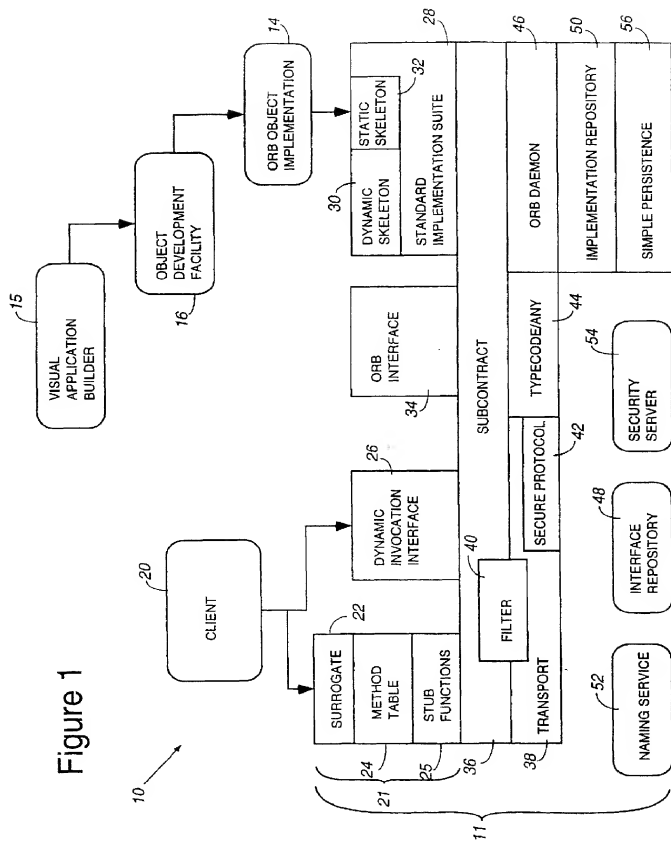 Figure 1
10
20
CLIENT
15
VISUAL
APPLICATION
BUILDER
16
OBJECT
DEVELOPMENT
FACILITY
14
ORB OBJECT
IMPLEMENTATION
11
21
22
SURROGATE
24
METHOD
TABLE
25
STUB
FUNCTIONS
26
DYNAMIC
INVOCATION
INTERFACE
34
ORB
INTERFACE
30
DYNAMIC
SKELETON
32
STATIC
SKELETON
28
STANDARD
IMPLEMENTATION SUITE
36
SUBCONTRACT
40
FILTER
38
TRANSPORT
42
SECURE PROTOCOL
44
TYPECODE/ANY
46
ORB DAEMON
50
IMPLEMENTATION REPOSITORY
56
SIMPLE PERSISTENCE
52
NAMING SERVICE
48
INTERFACE
REPOSITORY
54
SECURITY
SERVER